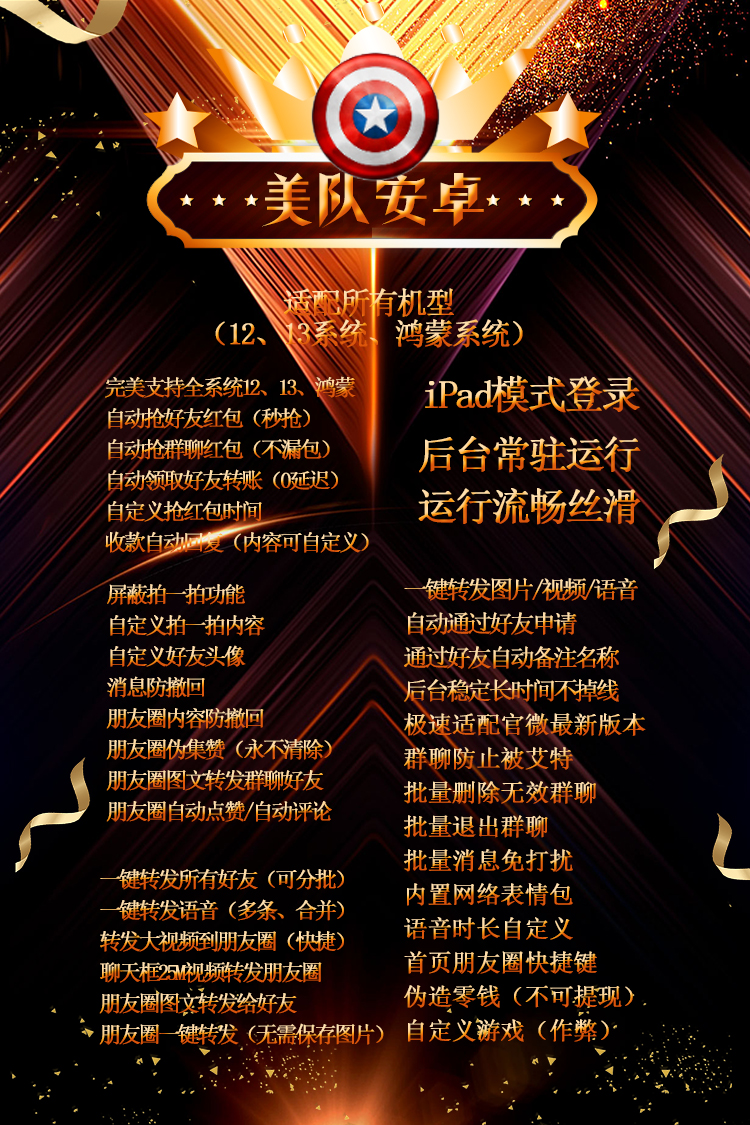 美队安卓
适配所有机型
（12、13系统、鸿蒙系统）
完美支持全系统12、13、鸿蒙
自动抢好友红包（秒抢）
自动抢群聊红包（不漏包）
自动领取好友转账（0延迟）
自定义抢红包时间
收款自动回复（内容可自定义）
iPad模式登录
后台常驻运行
运行流畅丝滑
屏蔽拍一拍功能
自定义拍一拍内容
自定义好友头像
消息防撤回
朋友圈内容防撤回
朋友圈伪集赞（永不清除）
朋友圈图文转发群聊好友
朋友圈自动点赞/自动评论
一键转发所有好友（可分批）
一键转发语音（多条、合并）
转发大视频到朋友圈（快捷）
聊天框25M视频转发朋友圈
朋友圈图文转发给好友
朋友圈一键转发（无需保存图片）
一键转发图片/视频/语音
自动通过好友申请
通过好友自动备注名称
后台稳定长时间不掉线
极速适配官微最新版本
群聊防止被艾特
批量删除无效群聊
批量退出群聊
批量消息免打扰
内置网络表情包
语音时长自定义
首页朋友圈快捷键
伪造零钱（不可提现）
自定义游戏（作弊）